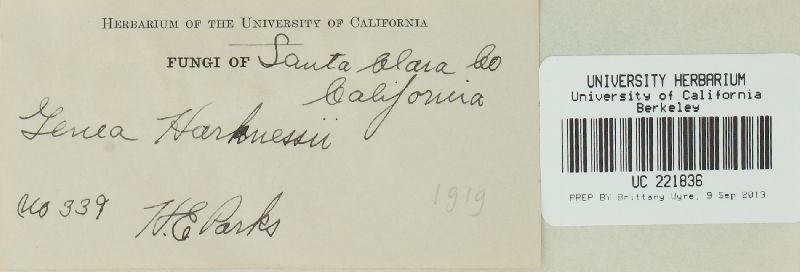 HERBARIUM OF THE UNIVERSITY OF CALIFORNIA
FUNGI OF Santa Clara Co
California
Genea Harknessii
No 339
H.E. Parks
1919
UNIVERSITY HERBARIUM
University of California
Berkeley
UC 221836
PREP BY Brittany Wyre, 9 Sep 2013